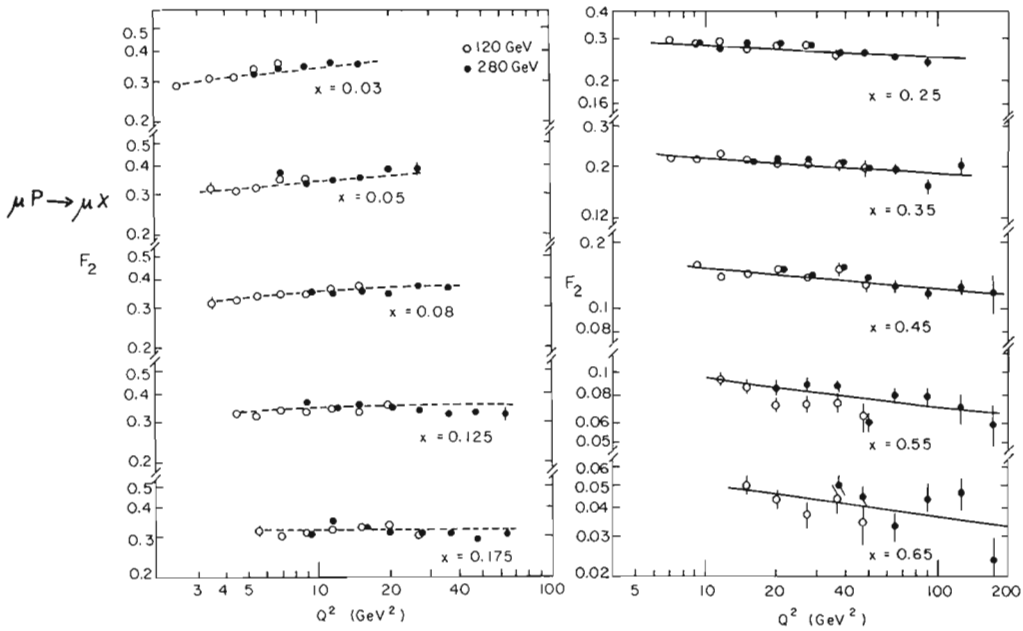 μP→μX
F₂
0.5
0.4
0.3
0.2
○ 120 GeV
● 280 GeV
x = 0.03
0.5
0.4
0.3
0.2
x = 0.05
0.5
0.4
0.3
0.2
x = 0.08
0.5
0.4
0.3
0.2
x = 0.125
0.5
0.4
0.3
0.2
x = 0.175
3 4 5 10 20 40 60 100
Q² (GeV²)
F₂
0.4
0.3
0.2
0.16
x = 0.25
0.3
0.2
0.12
x = 0.35
0.2
0.1
0.08
x = 0.45
0.1
0.08
0.06
0.05
x = 0.55
0.06
0.05
0.04
0.03
0.02
x = 0.65
5 10 20 40 60 100 200
Q² (GeV²)